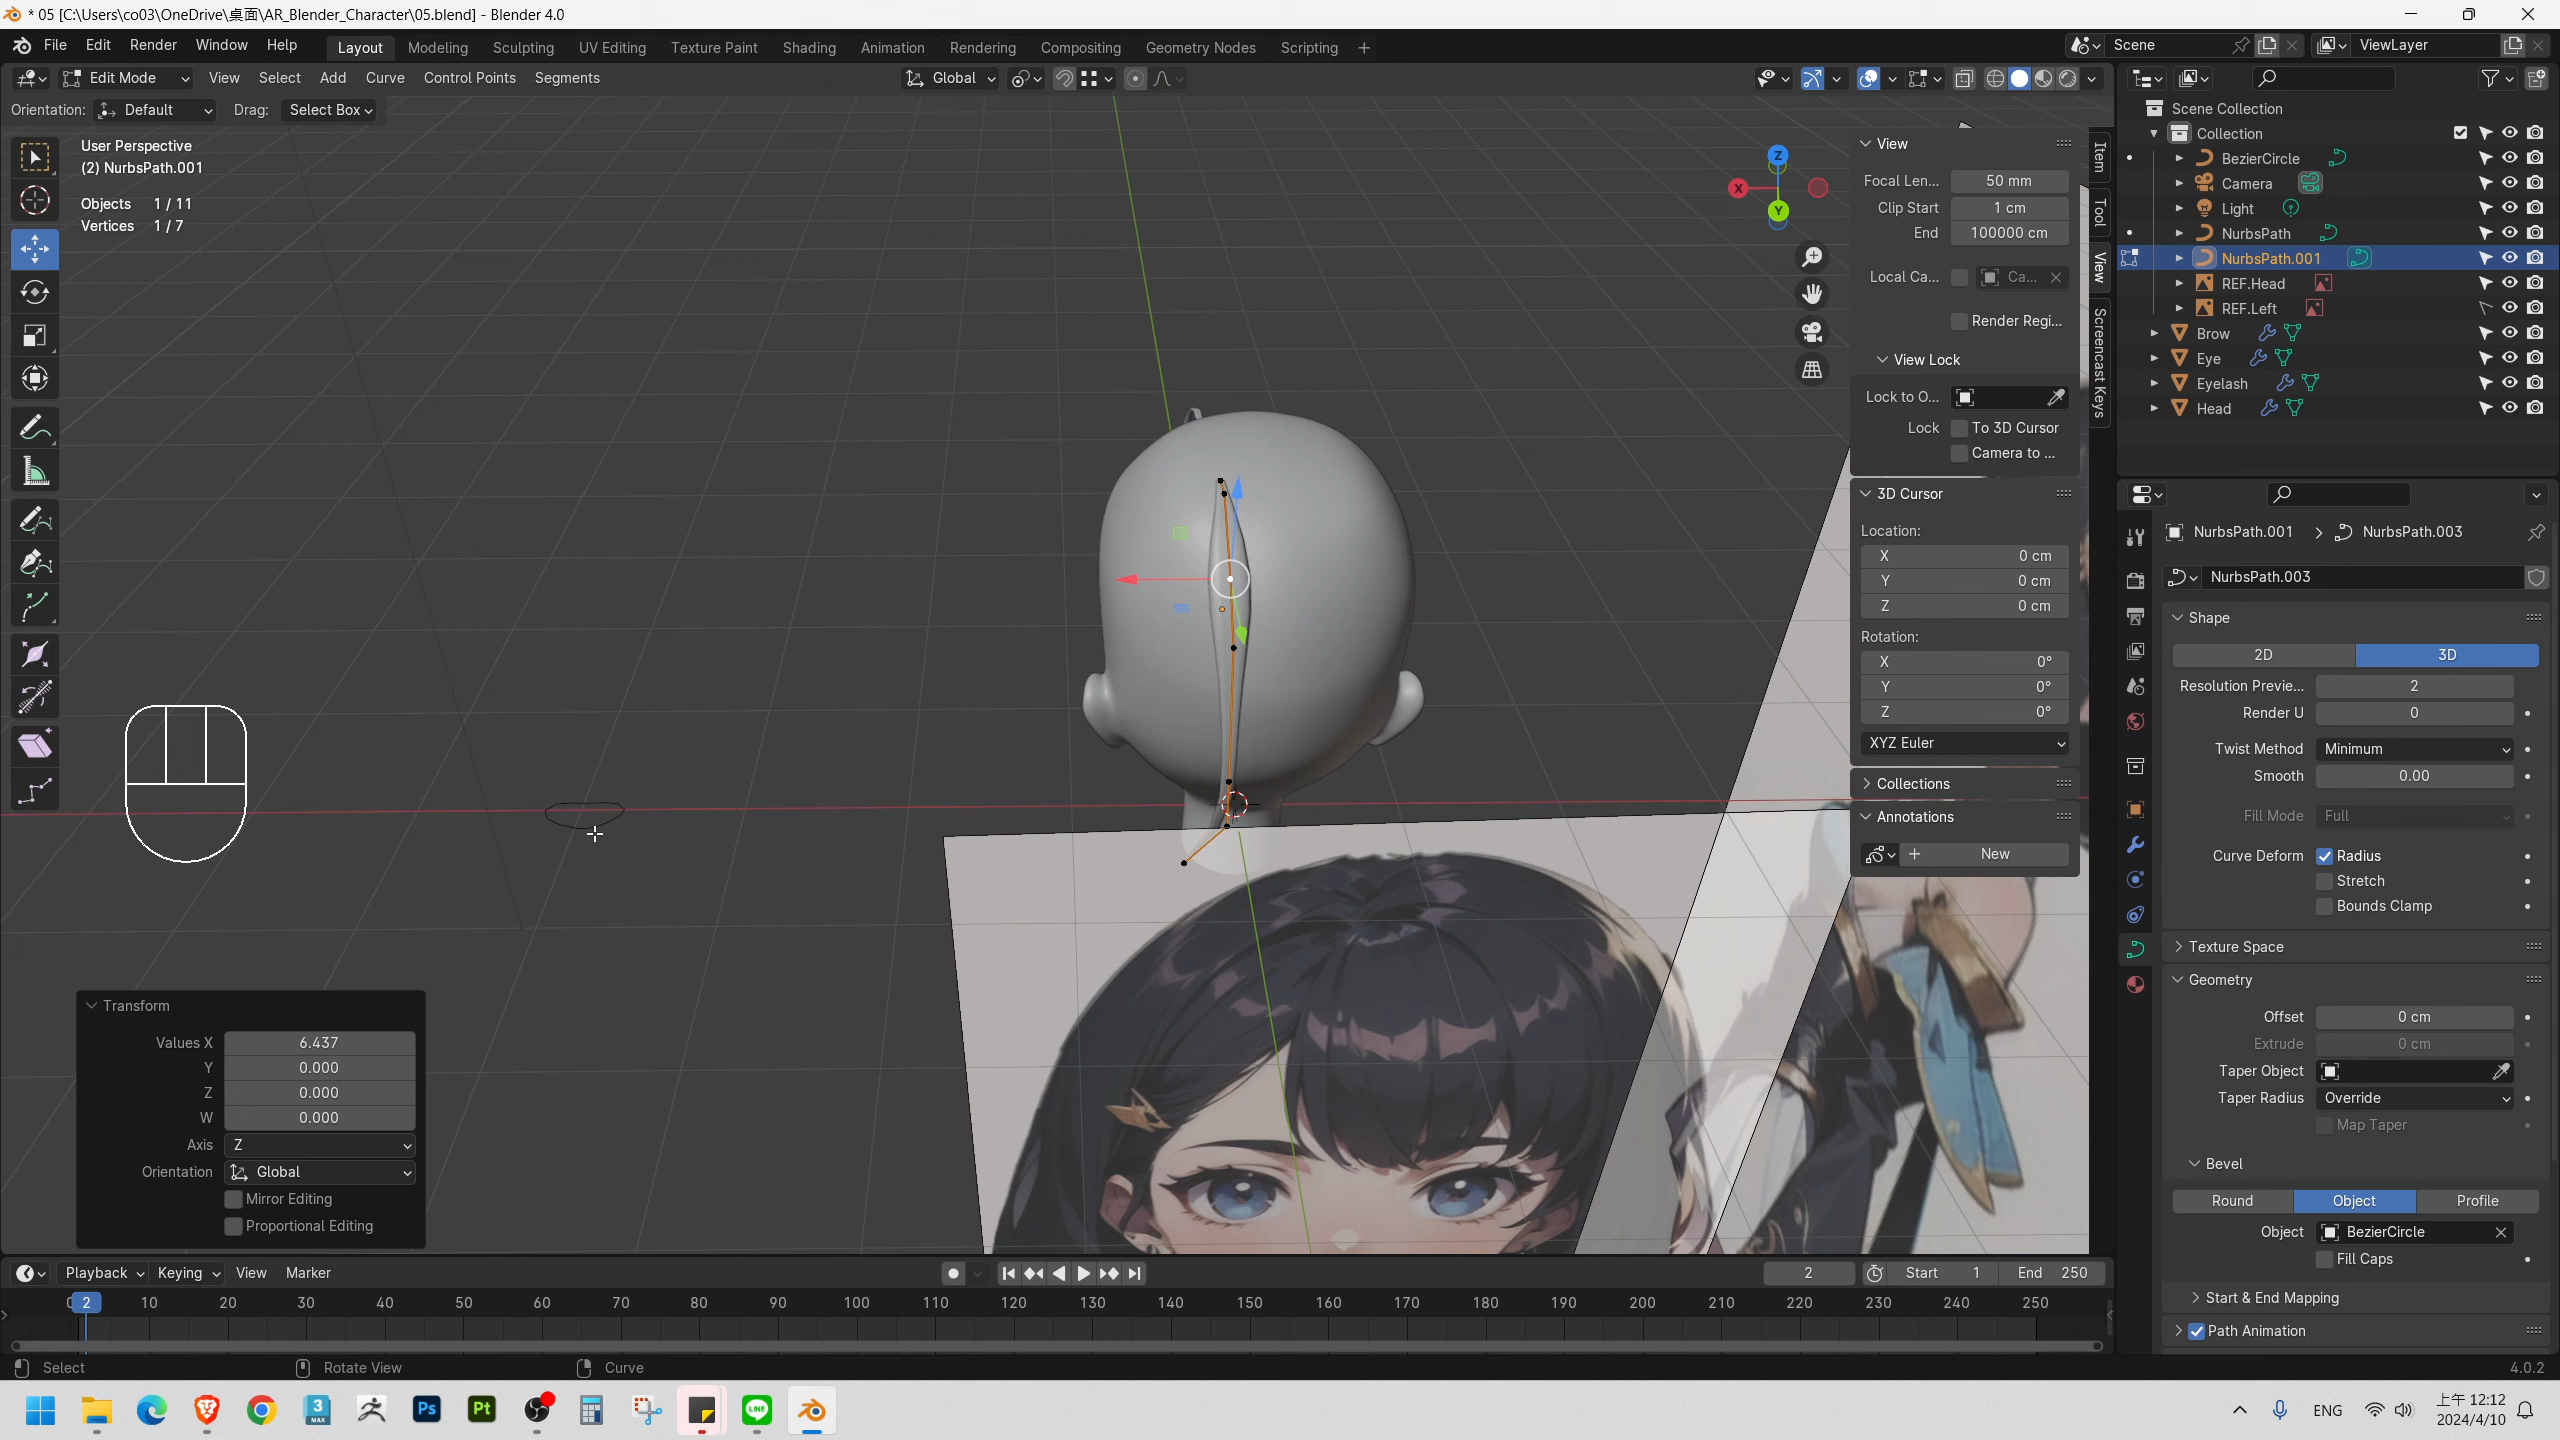 * 05 [C:\Users\co03\OneDrive\桌面\AR_Blender_Character\05.blend] - Blender 4.0
File Edit Render Window Help Layout Modeling Sculpting UV Editing Texture Paint Shading Animation Rendering Compositing Geometry Nodes Scripting + Scene ViewLayer
Edit Mode View Select Add Curve Control Points Segments Global
Orientation: Default Drag: Select Box
User Perspective
(2) NurbsPath.001
Objects 1 / 11
Vertices 1 / 7
Z
X
Y
View
Focal Len... 50 mm
Clip Start 1 cm
End 100000 cm
Local Ca... Ca...
Render Regi...
View Lock
Lock to O...
Lock To 3D Cursor
Camera to ...
3D Cursor
Location:
X 0 cm
Y 0 cm
Z 0 cm
Rotation:
X 0°
Y 0°
Z 0°
XYZ Euler
Collections
Annotations
+ New
Item
Tool
View
Screencast Keys
Scene Collection
Collection
BezierCircle
Camera
Light
NurbsPath
NurbsPath.001
REF.Head
REF.Left
Brow
Eye
Eyelash
Head
NurbsPath.001 NurbsPath.003
NurbsPath.003
Shape
2D 3D
Resolution Previe... 2
Render U 0
Twist Method Minimum
Smooth 0.00
Fill Mode Full
Curve Deform Radius
Stretch
Bounds Clamp
Texture Space
Geometry
Offset 0 cm
Extrude 0 cm
Taper Object
Taper Radius Override
Map Taper
Bevel
Round Object Profile
Object BezierCircle
Fill Caps
Start & End Mapping
Path Animation
Transform
Values X 6.437
Y 0.000
Z 0.000
W 0.000
Axis Z
Orientation Global
Mirror Editing
Proportional Editing
Playback Keying View Marker 2 Start 1 End 250
2 10 20 30 40 50 60 70 80 90 100 110 120 130 140 150 160 170 180 190 200 210 220 230 240 250
Select Rotate View Curve 4.0.2
3 MAX Ps Pt LINE ENG 上午 12:12
2024/4/10